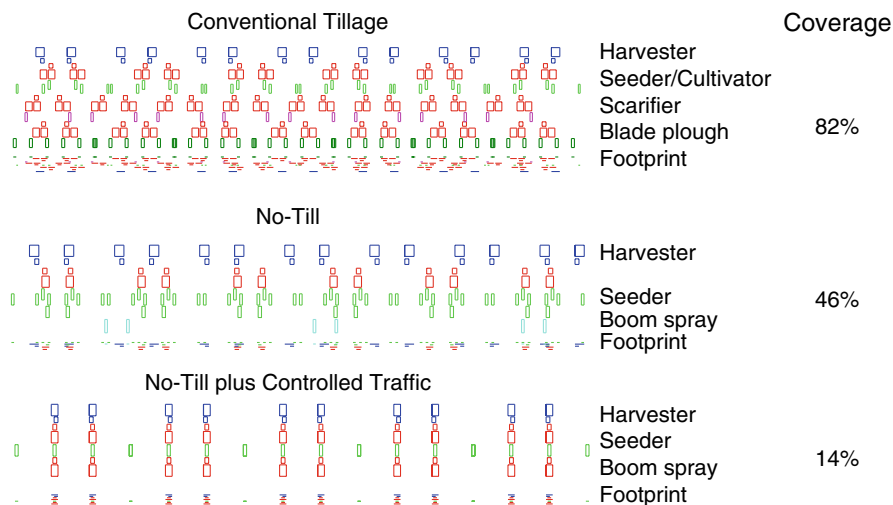 Conventional Tillage
Coverage
Harvester
Seeder/Cultivator
Scarifier
Blade plough
82%
Footprint
No-Till
Harvester
Seeder
46%
Boom spray
Footprint
No-Till plus Controlled Traffic
Harvester
Seeder
Boom spray
14%
Footprint